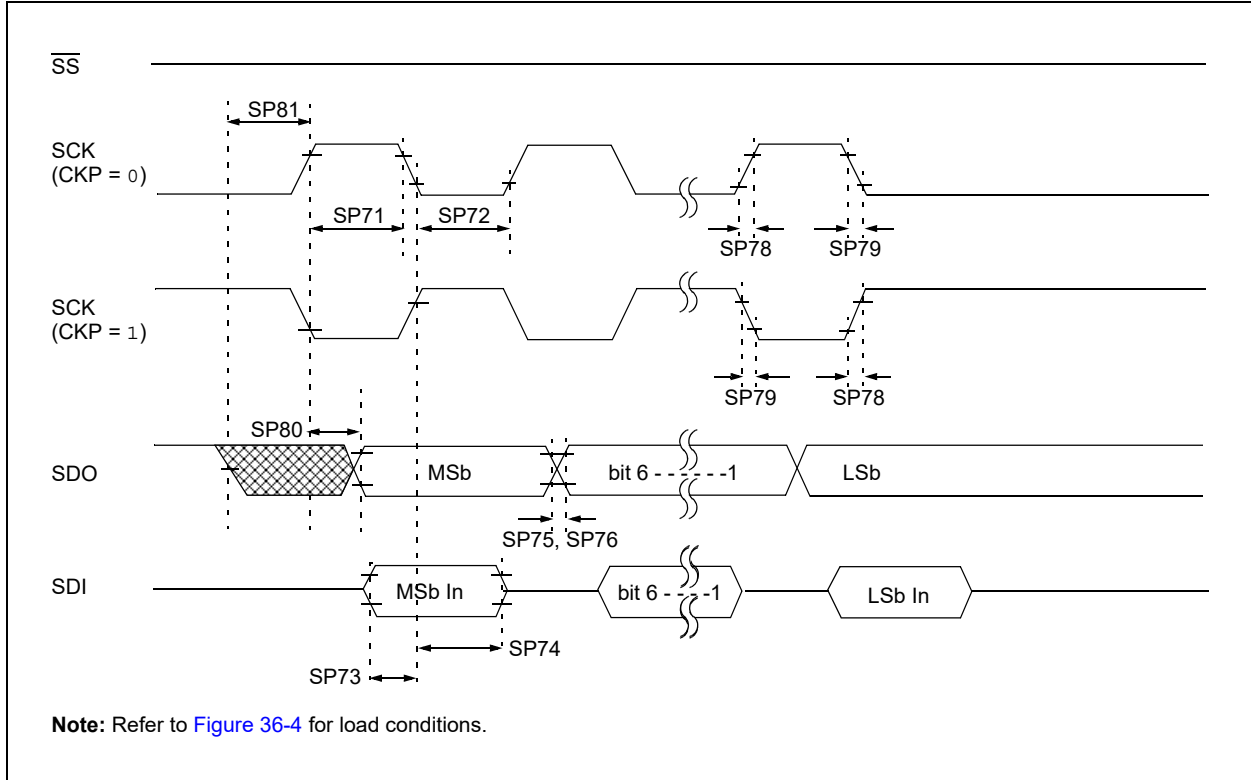 SS
SP81
SCK
(CKP = 0)
SP71
SP72
SP78
SP79
SCK
(CKP = 1)
SP79
SP78
SP80
SDO
MSb
bit 6 - - - - - -1
LSb
SP75, SP76
SDI
MSb In
bit 6 - - - -1
LSb In
SP74
SP73
Note: Refer to Figure 36-4 for load conditions.